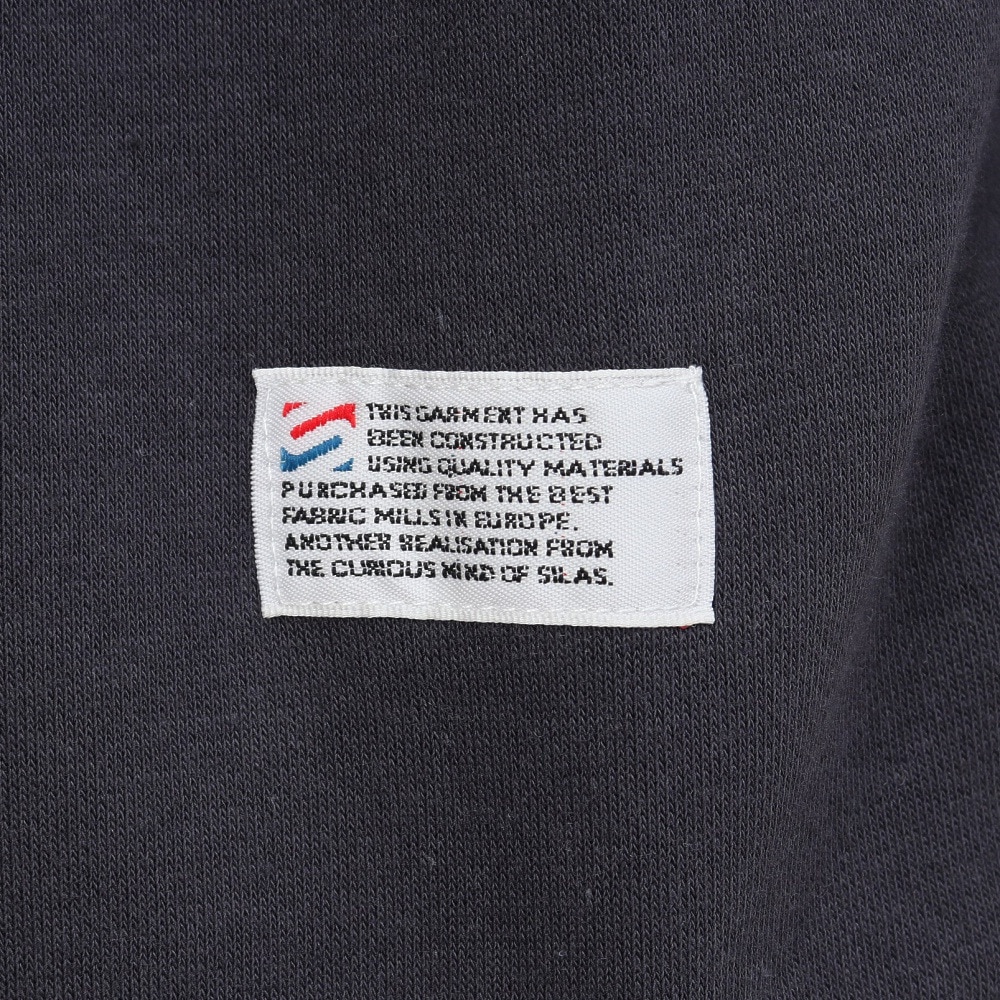 THIS GARMENT HAS
BEEN CONSTRUCTED
USING QUALITY MATERIALS
PURCHASED FROM THE BEST
FABRIC MILLS IN EUROPE.
ANOTHER REALISATION FROM
THE CURIOUS MIND OF SILAS.